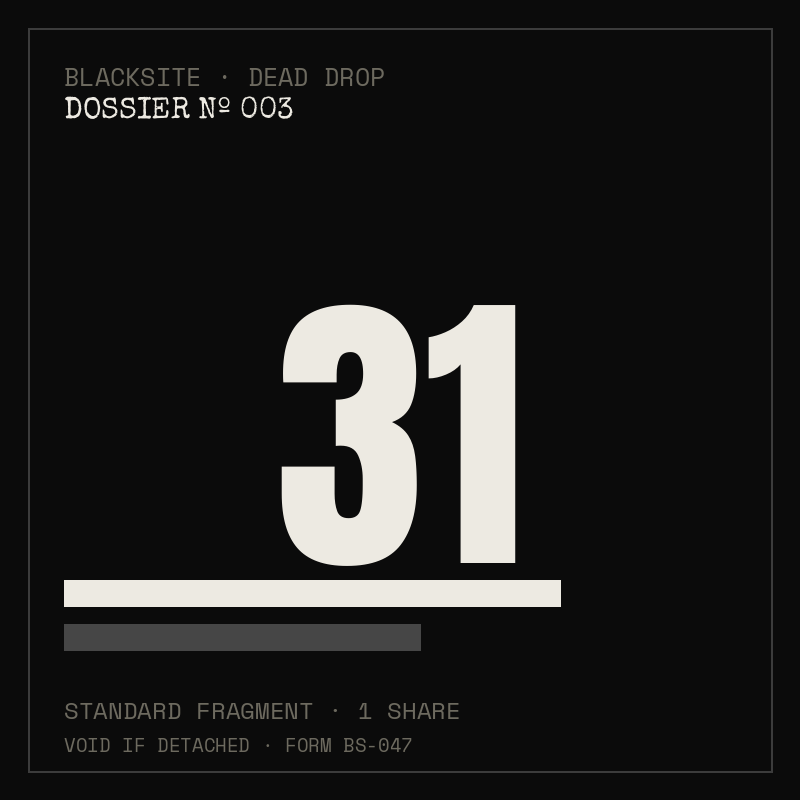 BLACKSITE · DEAD DROP
DOSSIER Nº 003
31
STANDARD FRAGMENT · 1 SHARE
VOID IF DETACHED · FORM BS-047